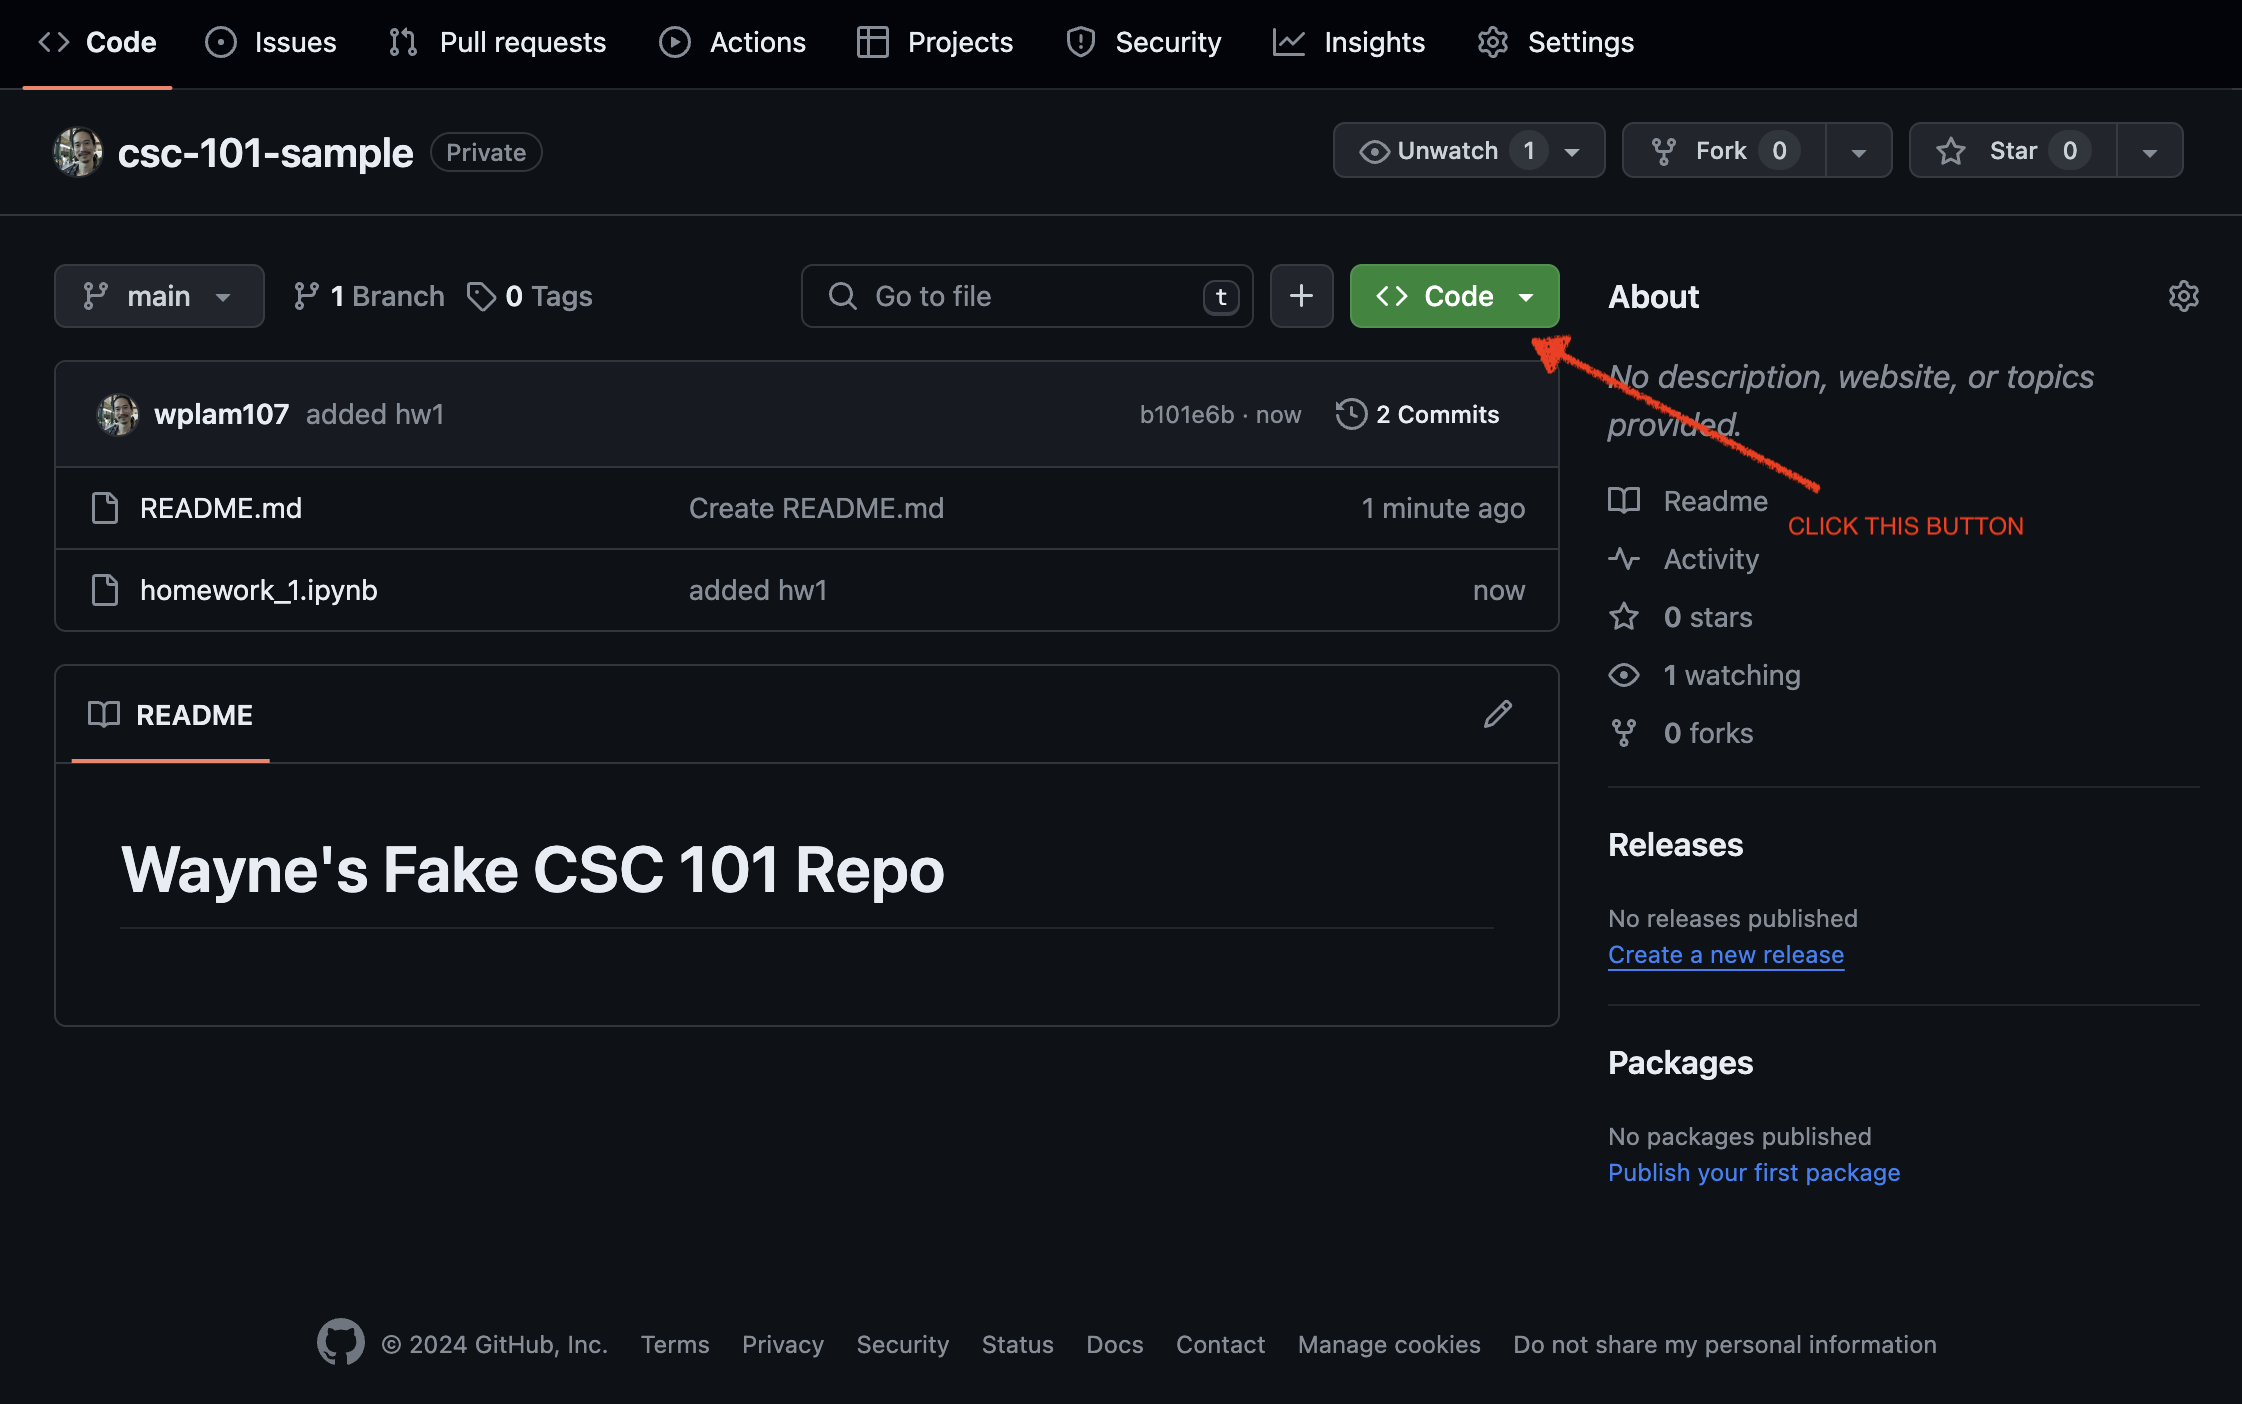 Code Issues Pull requests Actions Projects Security Insights Settings
csc-101-sample Private Unwatch 1 Fork 0 Star 0
main 1 Branch 0 Tags Go to file t Code
About
No description, website, or topics
provided.
wplam107 added hw1 b101e6b · now 2 Commits
README.md Create README.md 1 minute ago
homework_1.ipynb added hw1 now
Readme
CLICK THIS BUTTON
Activity
0 stars
1 watching
0 forks
README
Wayne's Fake CSC 101 Repo
Releases
No releases published
Create a new release
Packages
No packages published
Publish your first package
© 2024 GitHub, Inc. Terms Privacy Security Status Docs Contact Manage cookies Do not share my personal information